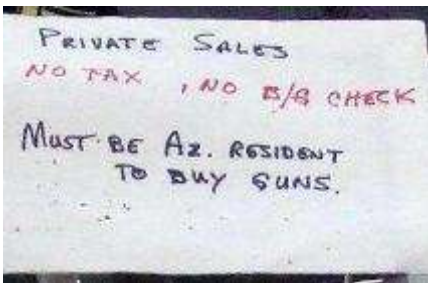 PRIVATE SALES
NO TAX , NO B/G CHECK
MUST BE AZ. RESIDENT
TO BUY GUNS.